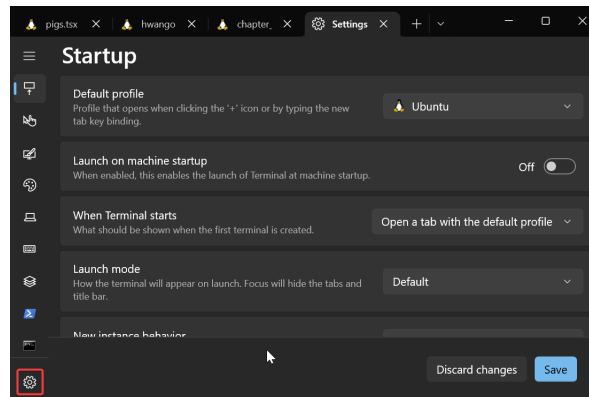 pigs.tsx
hwango
chapter_
Settings
Startup
Default profile
Profile that opens when clicking the '+' icon or by typing the new
tab key binding.
Ubuntu
Launch on machine startup
When enabled, this enables the launch of Terminal at machine startup.
Off
When Terminal starts
What should be shown when the first terminal is created.
Open a tab with the default profile
Launch mode
How the terminal will appear on launch. Focus will hide the tabs and
title bar.
Default
New instance behavior
Discard changes
Save